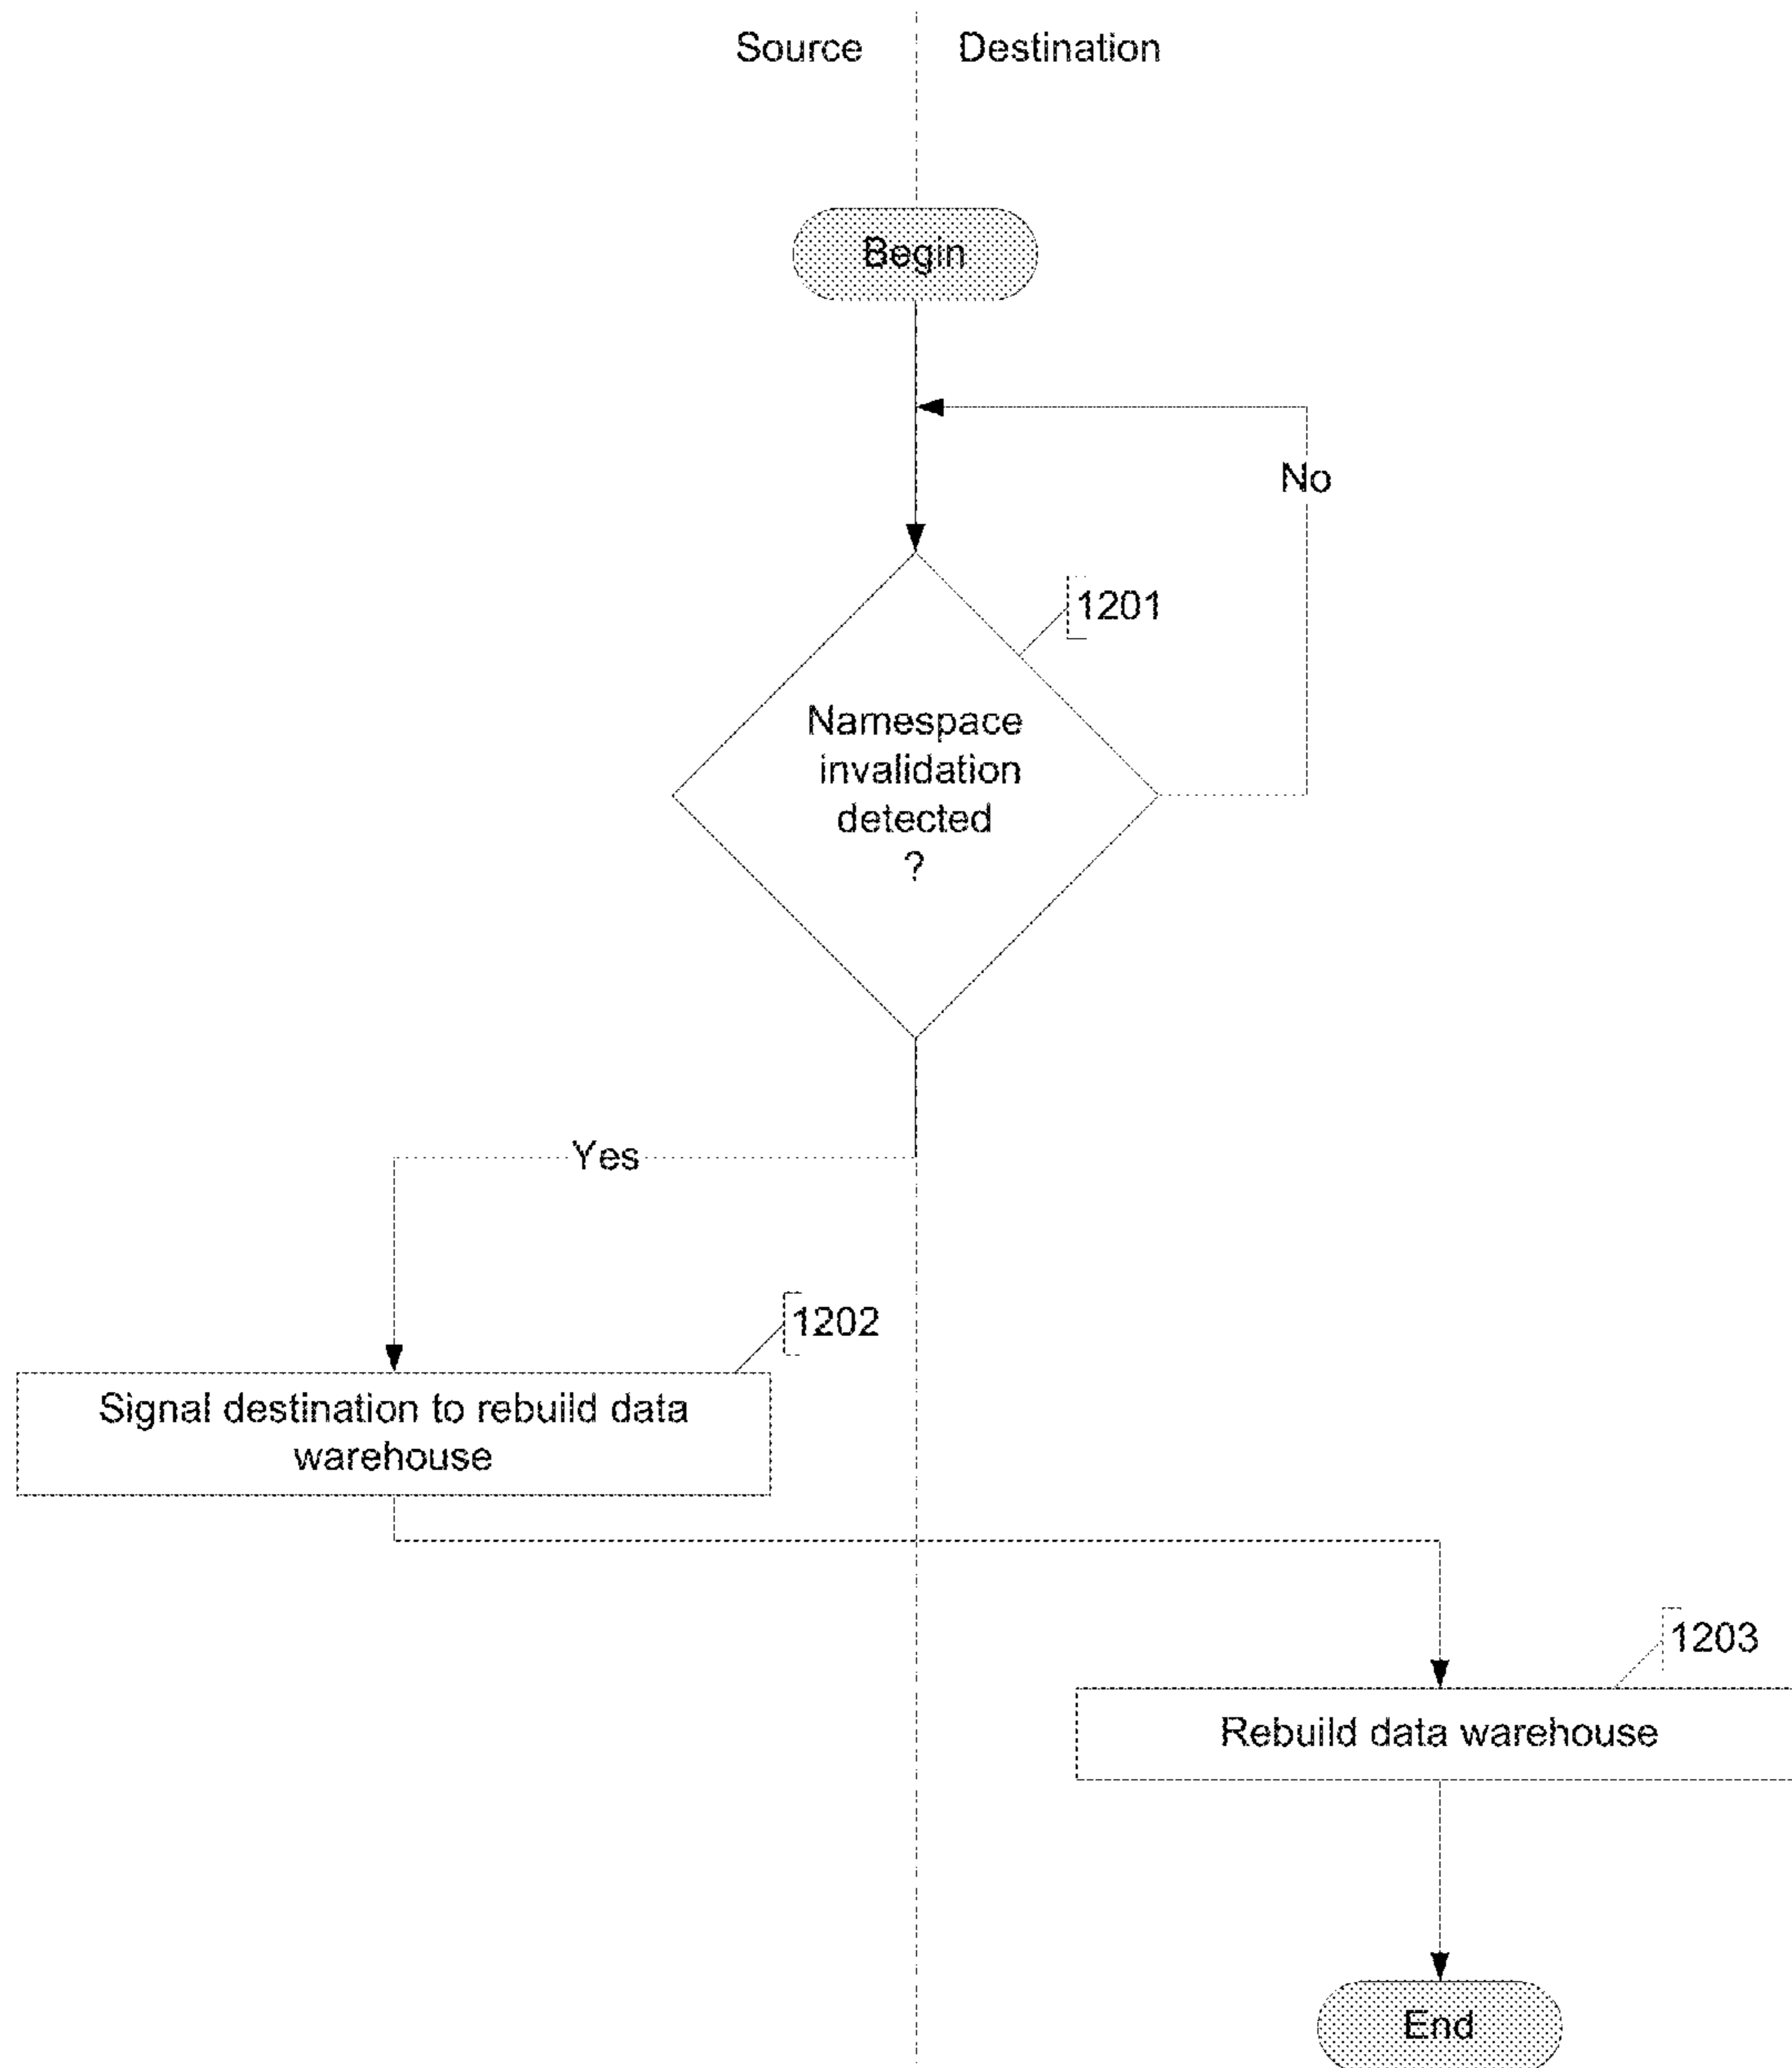 Source
Destination
Begin
No
1201
Namespace
invalidation
detected
?
Yes
1202
Signal destination to rebuild data
warehouse
1203
Rebuild data warehouse
End